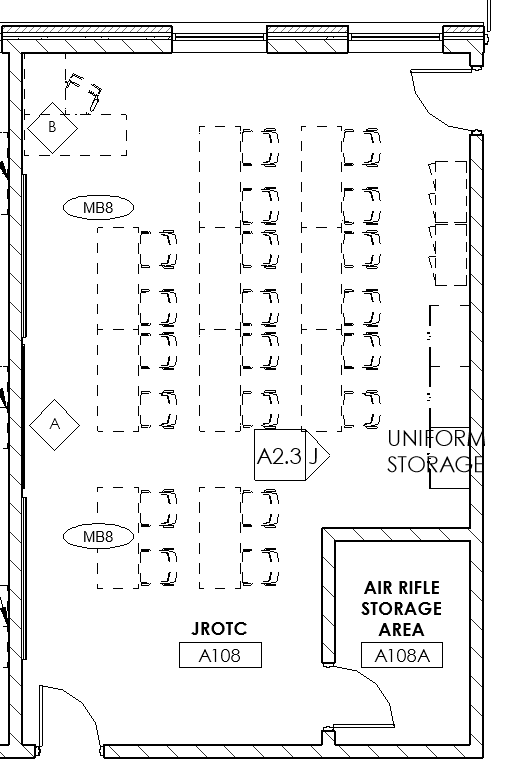 B
MB8
A
A2.3 J
UNIFORM
STORAGE
MB8
AIR RIFLE
STORAGE
AREA
A108A
JROTC
A108